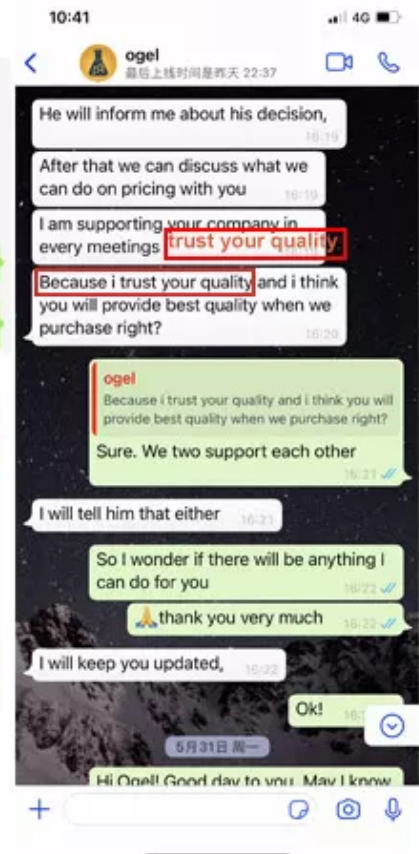 10:41
4G
ogel
最后上线时间是昨天 22:37
He will inform me about his decision,
16:19
After that we can discuss what we
can do on pricing with you
16:19
I am supporting your company in
every meetings
trust your quality
Because i trust your quality and i think
you will provide best quality when we
purchase right?
16:20
ogel
Because i trust your quality and i think you will
provide best quality when we purchase right?
Sure. We two support each other
16:21
I will tell him that either
16:21
So I wonder if there will be anything I
can do for you
16:22
🙏thank you very much
16:22
I will keep you updated,
16:22
Ok!
16:
5月31日 周一
Hi Ogel! Good day to you. May I know